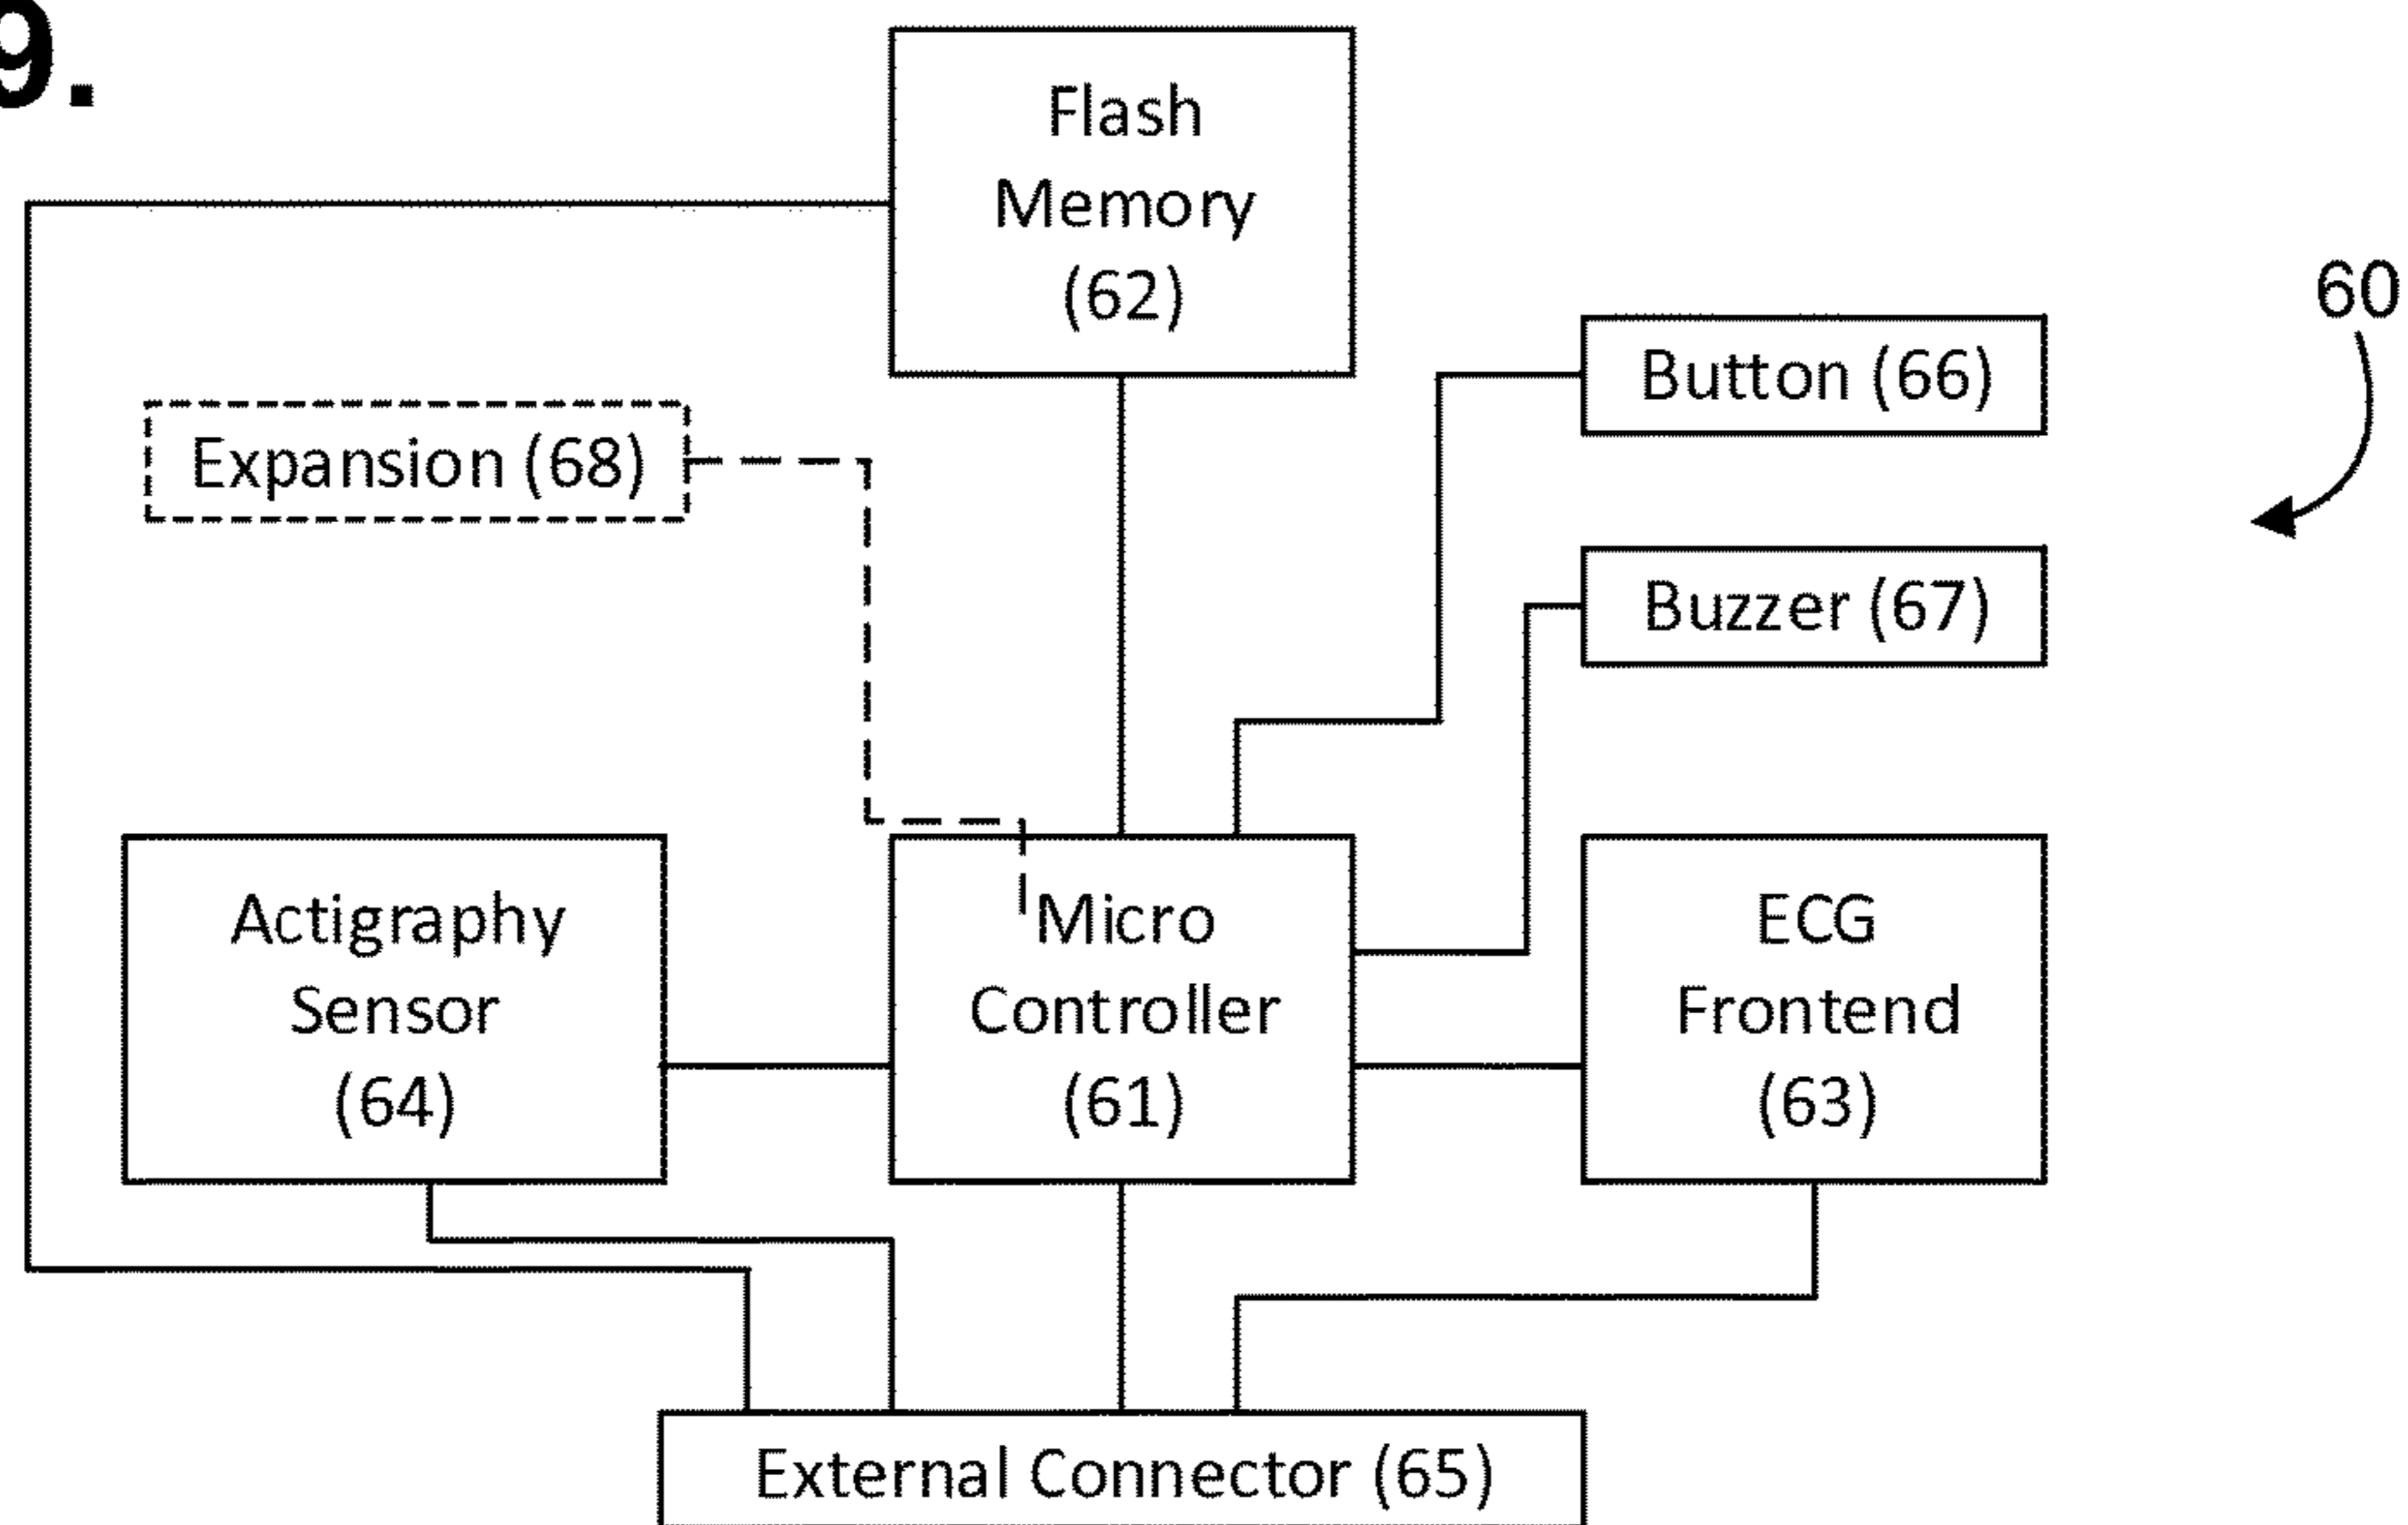 9.
Flash
Memory
(62)
60
Button (66)
Expansion (68)
Buzzer (67)
Actigraphy
Sensor
(64)
Micro
Controller
(61)
ECG
Frontend
(63)
External Connector (65)